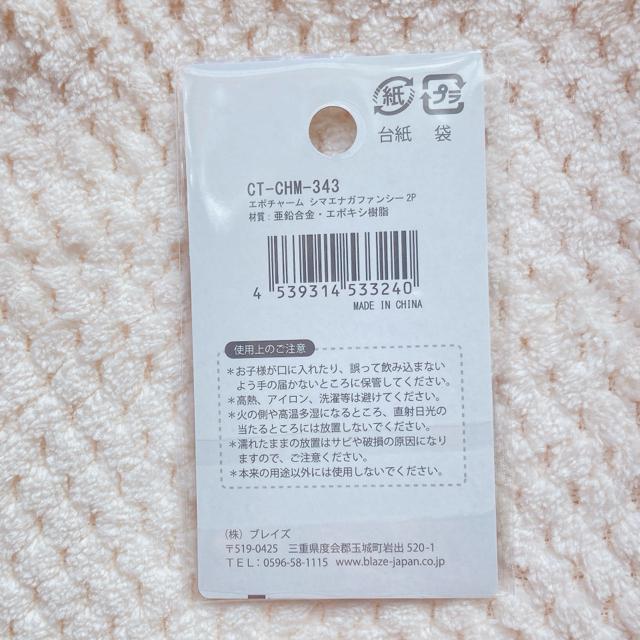 紙 プラ
台紙 袋
CT-CHM-343
エポチャーム シマエナガファンシー 2P
材質：亜鉛合金・エポキシ樹脂
4 539314 533240
MADE IN CHINA
使用上のご注意
＊お子様が口に入れたり、誤って飲み込まない
よう手の届かないところに保管してください。
＊高熱、アイロン、洗濯等は避けてください。
＊火の側や高温多湿になるところ、直射日光の
当たるところには放置しないでください。
＊濡れたままの放置はサビや破損の原因になり
ますので、ご注意ください。
＊本来の用途以外には使用しないでください。
（株）ブレイズ
〒519-0425 三重県度会郡玉城町岩出 520-1
ＴＥＬ：0596-58-1115 www.blaze-japan.co.jp